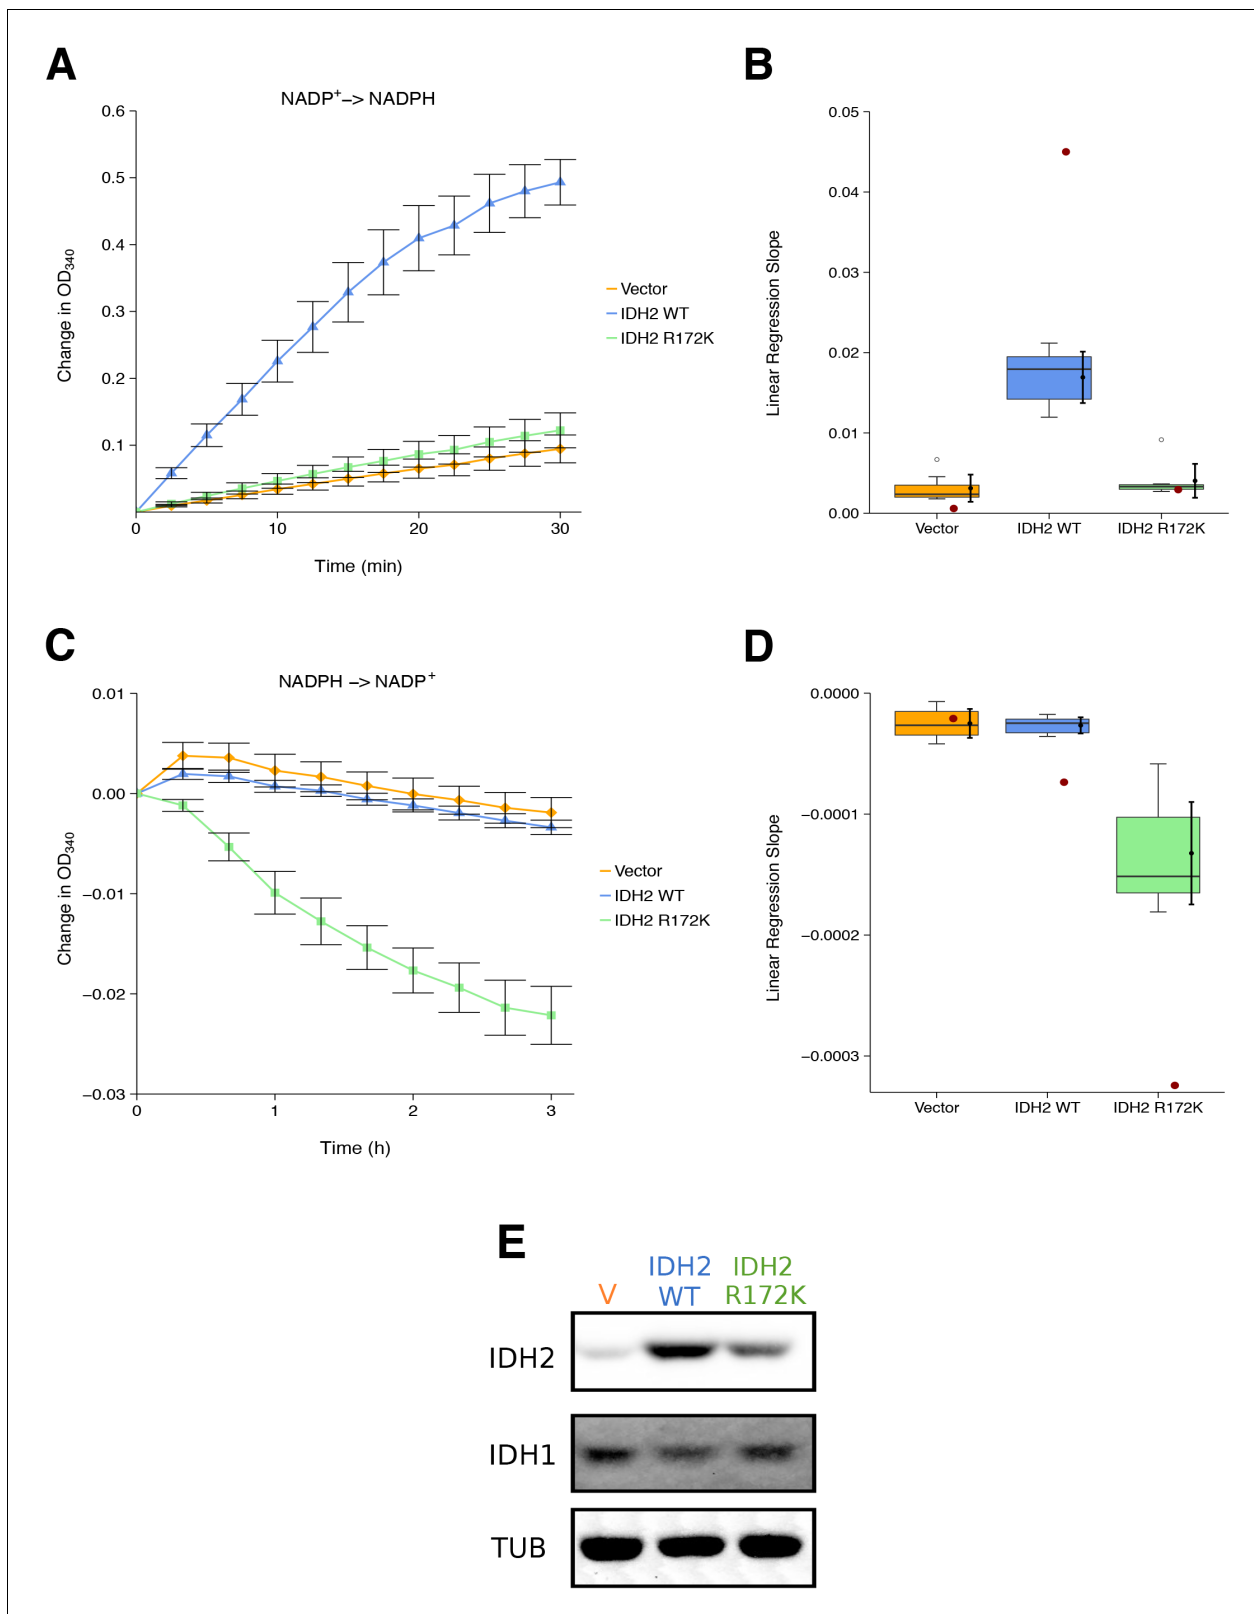 A
NADP+−> NADPH
0.6
0.5
0.4
0.3
0.2
0.1
0
10
20
30
Change in OD340
Time (min)
Vector
IDH2 WT
IDH2 R172K
B
0.05
0.04
0.03
0.02
0.01
0.00
Linear Regression Slope
Vector
IDH2 WT
IDH2 R172K
C
NADPH −> NADP+
0.01
0.00
−0.01
−0.02
−0.03
0
1
2
3
Change in OD340
Time (h)
Vector
IDH2 WT
IDH2 R172K
D
0.0000
−0.0001
−0.0002
−0.0003
Linear Regression Slope
Vector
IDH2 WT
IDH2 R172K
E
V
IDH2
WT
IDH2
R172K
IDH2
IDH1
TUB